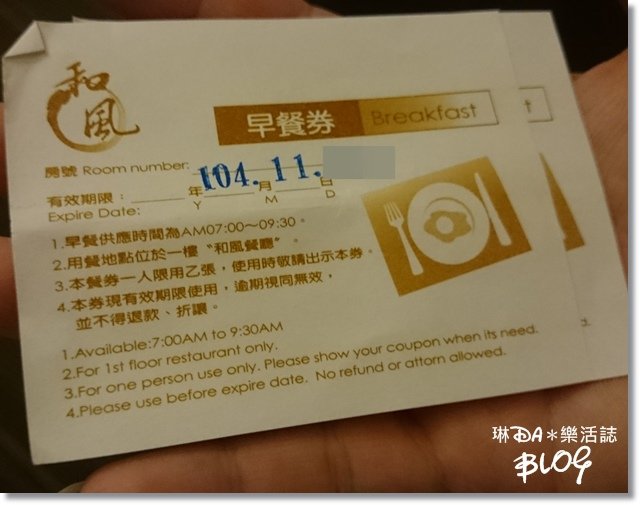 和風
早餐券 Breakfast
t
房號 Room number:
104.11.
有效期限： 年 月 日
Expire Date: Y M D
1.早餐供應時間為AM07:00～09:30。
2.用餐地點位於一樓“和風餐廳”。
3.本餐券一人限用乙張，使用時敬請出示本券。
4.本券現有效期限使用，逾期視同無效，
並不得退款、折讓。
1.Available:7:00AM to 9:30AM
2.For 1st floor restaurant only.
3.For one person use only. Please show your coupon when its need.
4.Please use before expire date. No refund or attorn allowed.
d.
琳DA＊樂活誌
BLOG